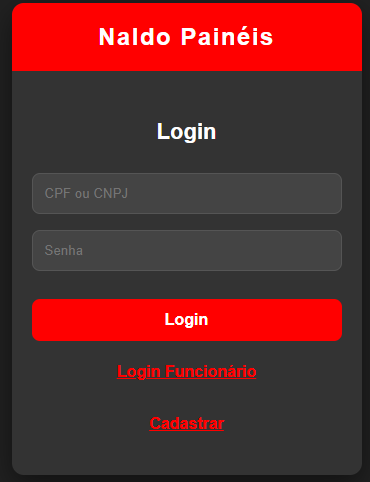 Naldo Painéis
Login
CPF ou CNPJ
Senha
Login
Login Funcionário
Cadastrar